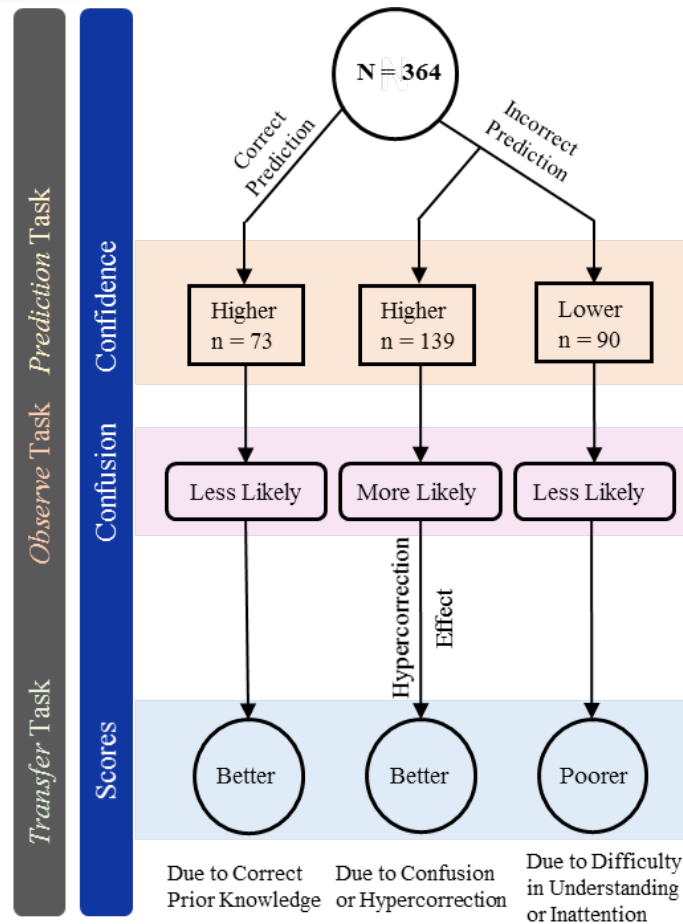 N = 364
Correct
Prediction
Incorrect
Prediction
Prediction Task
Confidence
Higher
n = 73
Higher
n = 139
Lower
n = 90
Observe Task
Confusion
Less Likely
More Likely
Less Likely
Hypercorrection
Effect
Transfer Task
Scores
Better
Better
Poorer
Due to Correct
Prior Knowledge
Due to Confusion
or Hypercorrection
Due to Difficulty
in Understanding
or Inattention